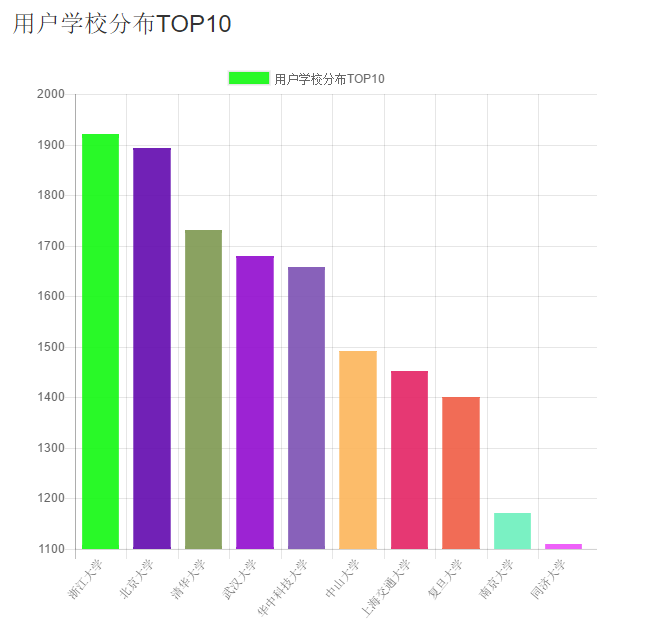 用户学校分布TOP10
用户学校分布TOP10
2000
1900
1800
1700
1600
1500
1400
1300
1200
1100
浙江大学
北京大学
清华大学
武汉大学
华中科技大学
中山大学
上海交通大学
复旦大学
南京大学
同济大学